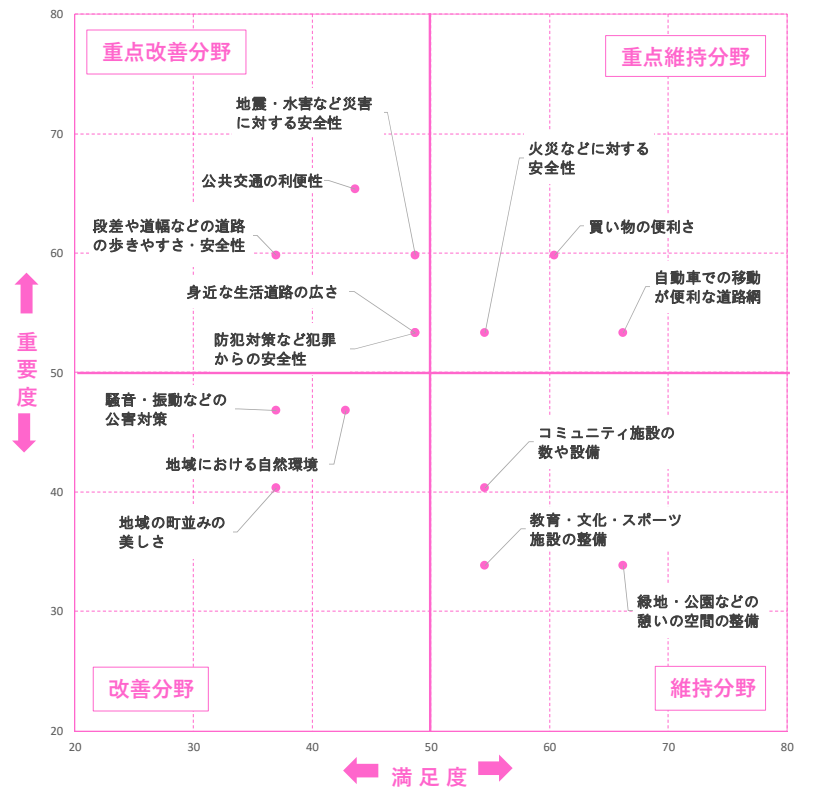 80
重点改善分野
重点維持分野
地震・水害など災害
に対する安全性
70
火災などに対する
安全性
公共交通の利便性
段差や道幅などの道路
の歩きやすさ・安全性
買い物の便利さ
60
自動車での移動
が便利な道路網
身近な生活道路の広さ
防犯対策など犯罪
からの安全性
重要度
50
騒音・振動などの
公害対策
コミュニティ施設の
数や設備
地域における自然環境
40
教育・文化・スポーツ
施設の整備
地域の町並みの
美しさ
緑地・公園などの
憩いの空間の整備
30
改善分野
維持分野
20
20 30 40 50 60 70 80
満足度